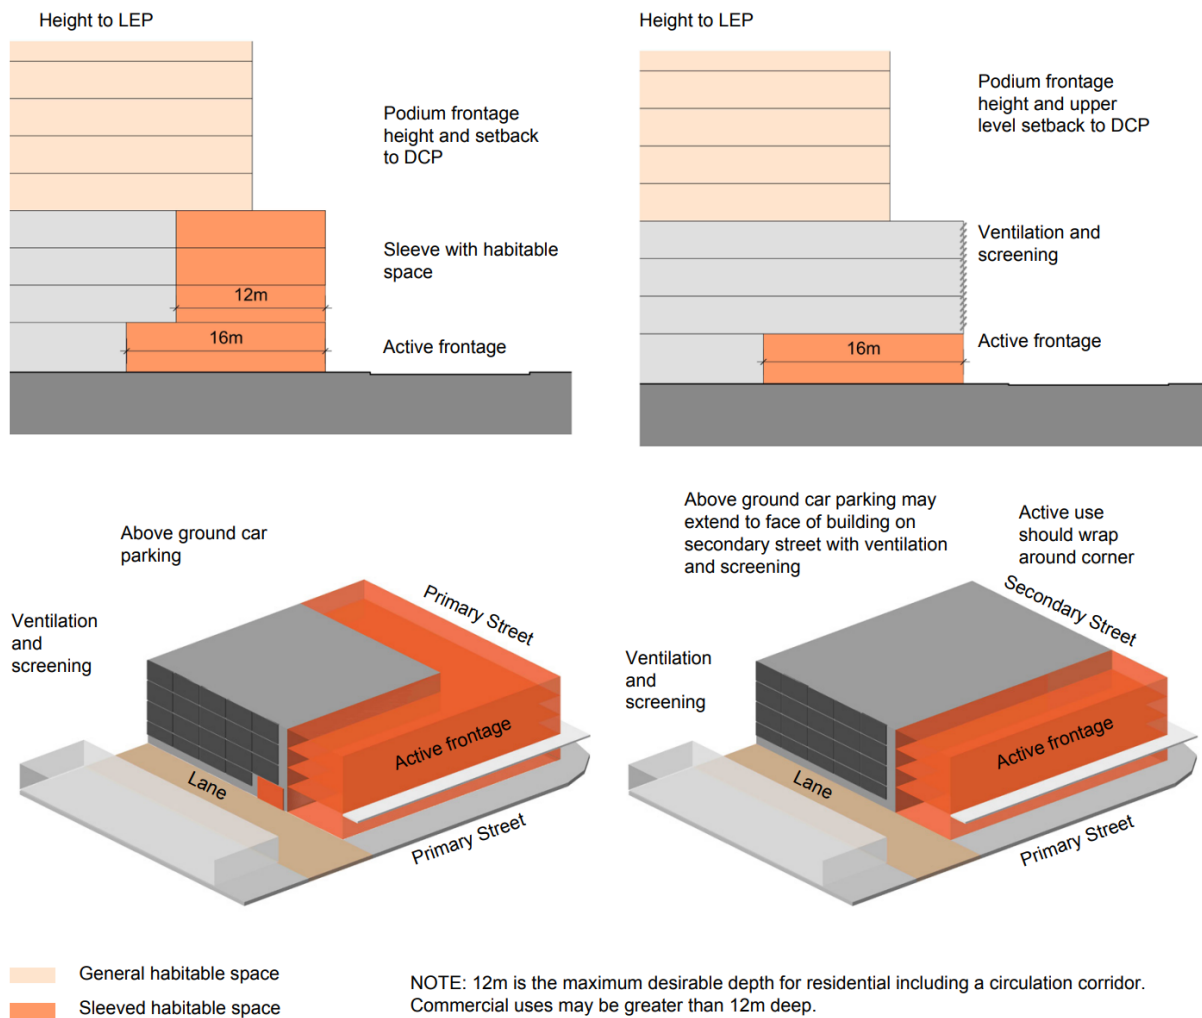 Height to LEP
Podium frontage
height and setback
to DCP
Sleeve with habitable
space
12m
16m
Active frontage
Height to LEP
Podium frontage
height and upper
level setback to DCP
Ventilation and
screening
16m
Active frontage
Above ground car
parking
Ventilation
and
screening
Primary Street
Active frontage
Lane
Primary Street
Above ground car parking may
extend to face of building on
secondary street with ventilation
and screening
Active use
should wrap
around corner
Ventilation
and
screening
Secondary Street
Active frontage
Lane
Primary Street
General habitable space
Sleeved habitable space
NOTE: 12m is the maximum desirable depth for residential including a circulation corridor.
Commercial uses may be greater than 12m deep.